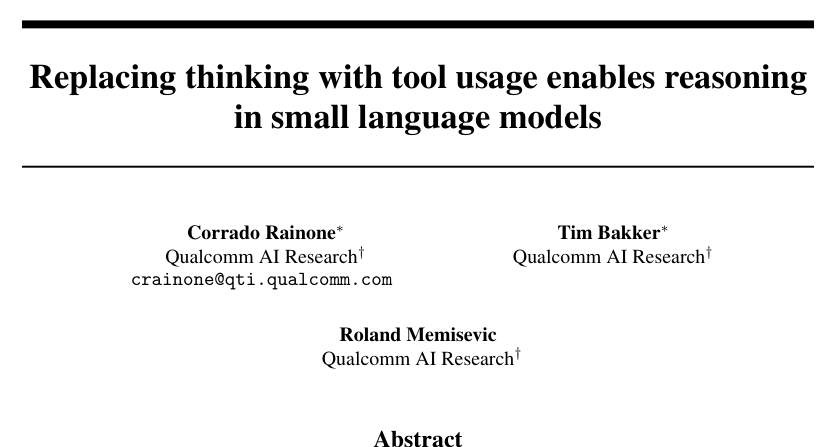 Replacing thinking with tool usage enables reasoning
in small language models
Corrado Rainone* Tim Bakker*
Qualcomm AI Research† Qualcomm AI Research†
crainone@qti.qualcomm.com
Roland Memisevic
Qualcomm AI Research†
Abstract